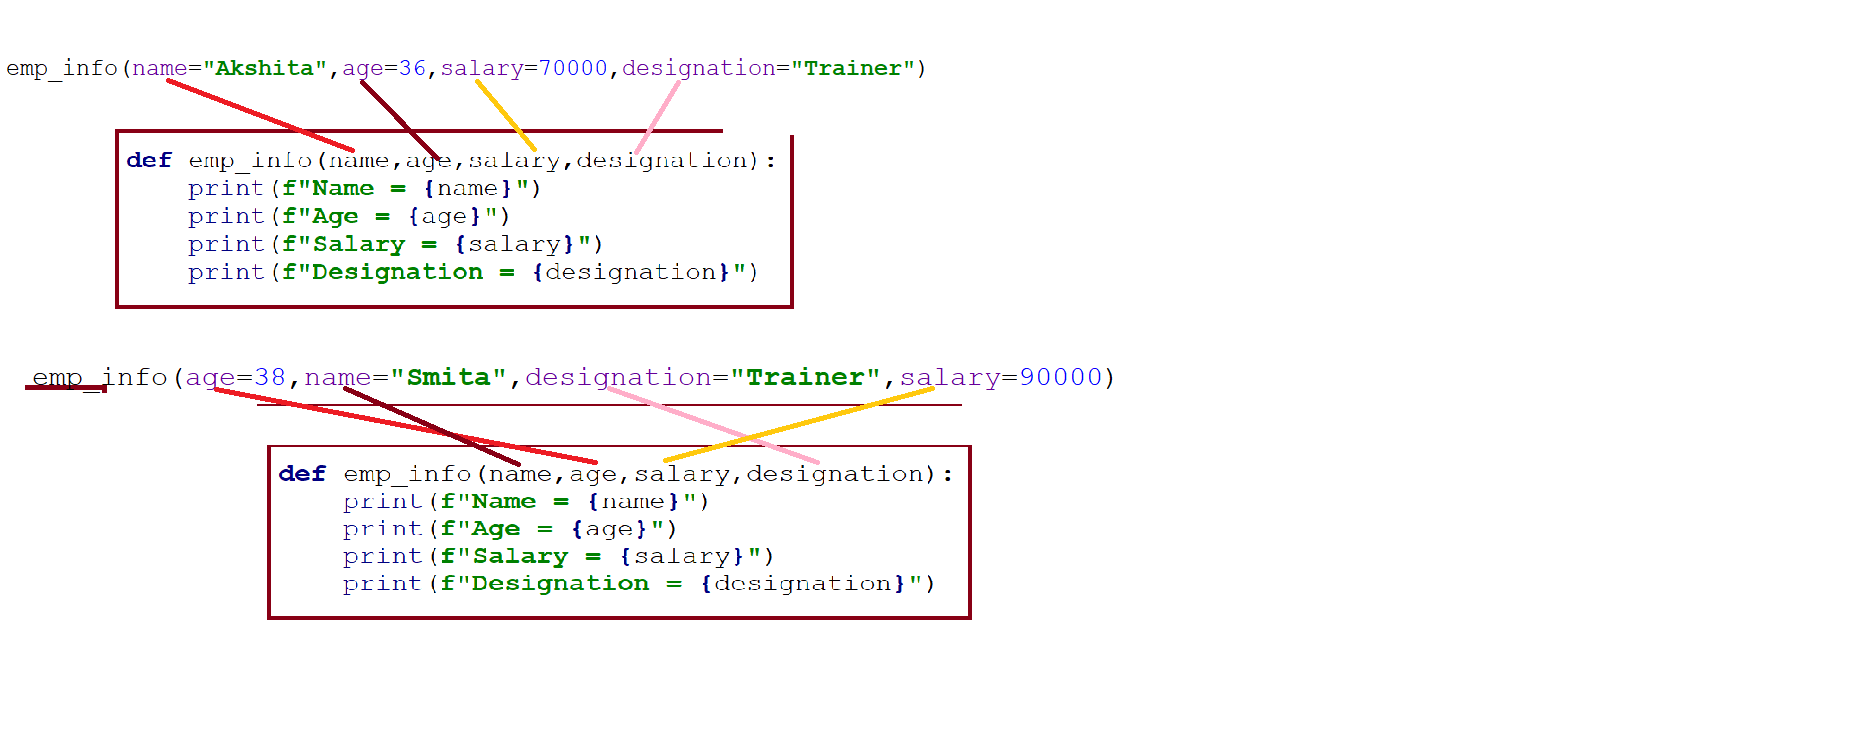 emp_info(name="Akshita",age=36,salary=70000,designation="Trainer")
def emp_info(name,age,salary,designation):
    print(f"Name = {name}")
    print(f"Age = {age}")
    print(f"Salary = {salary}")
    print(f"Designation = {designation}")
emp_info(age=38,name="Smita",designation="Trainer",salary=90000)
def emp_info(name,age,salary,designation):
    print(f"Name = {name}")
    print(f"Age = {age}")
    print(f"Salary = {salary}")
    print(f"Designation = {designation}")